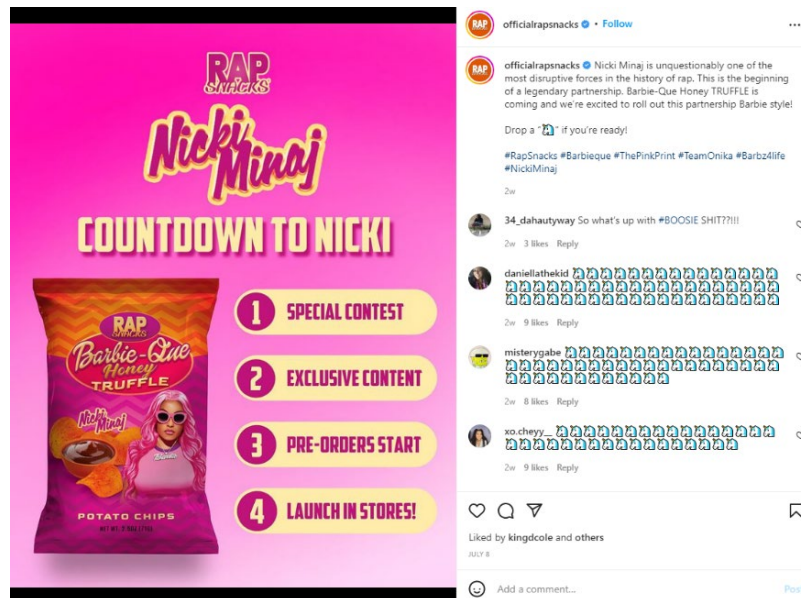 RAP
SNACKS
Nicki
Minaj
COUNTDOWN TO NICKI
RAP
SNACKS
Barbie-Que
Honey
TRUFFLE
Nicki
Minaj
POTATO CHIPS
1 SPECIAL CONTEST
2 EXCLUSIVE CONTENT
3 PRE-ORDERS START
4 LAUNCH IN STORES!
RAP
officialrapsnacks • Follow
RAP
officialrapsnacks Nicki Minaj is unquestionably one of the
most disruptive forces in the history of rap. This is the beginning
of a legendary partnership. Barbie-Que Honey TRUFFLE is
coming and we're excited to roll out this partnership Barbie style!
Drop a "🦄" if you're ready!
#RapSnacks #Barbieque #ThePinkPrint #TeamOnika #Barbz4life
#NickiMinaj
2w
34_dahautyway So what's up with #BOOSIE SHIT??!!!
2w 3 likes Reply
daniellathekid
2w 9 likes Reply
misterygabe
2w 8 likes Reply
xo.cheyy__
2w 9 likes Reply
Liked by kingdcole and others
JULY 8
Add a comment...
Post